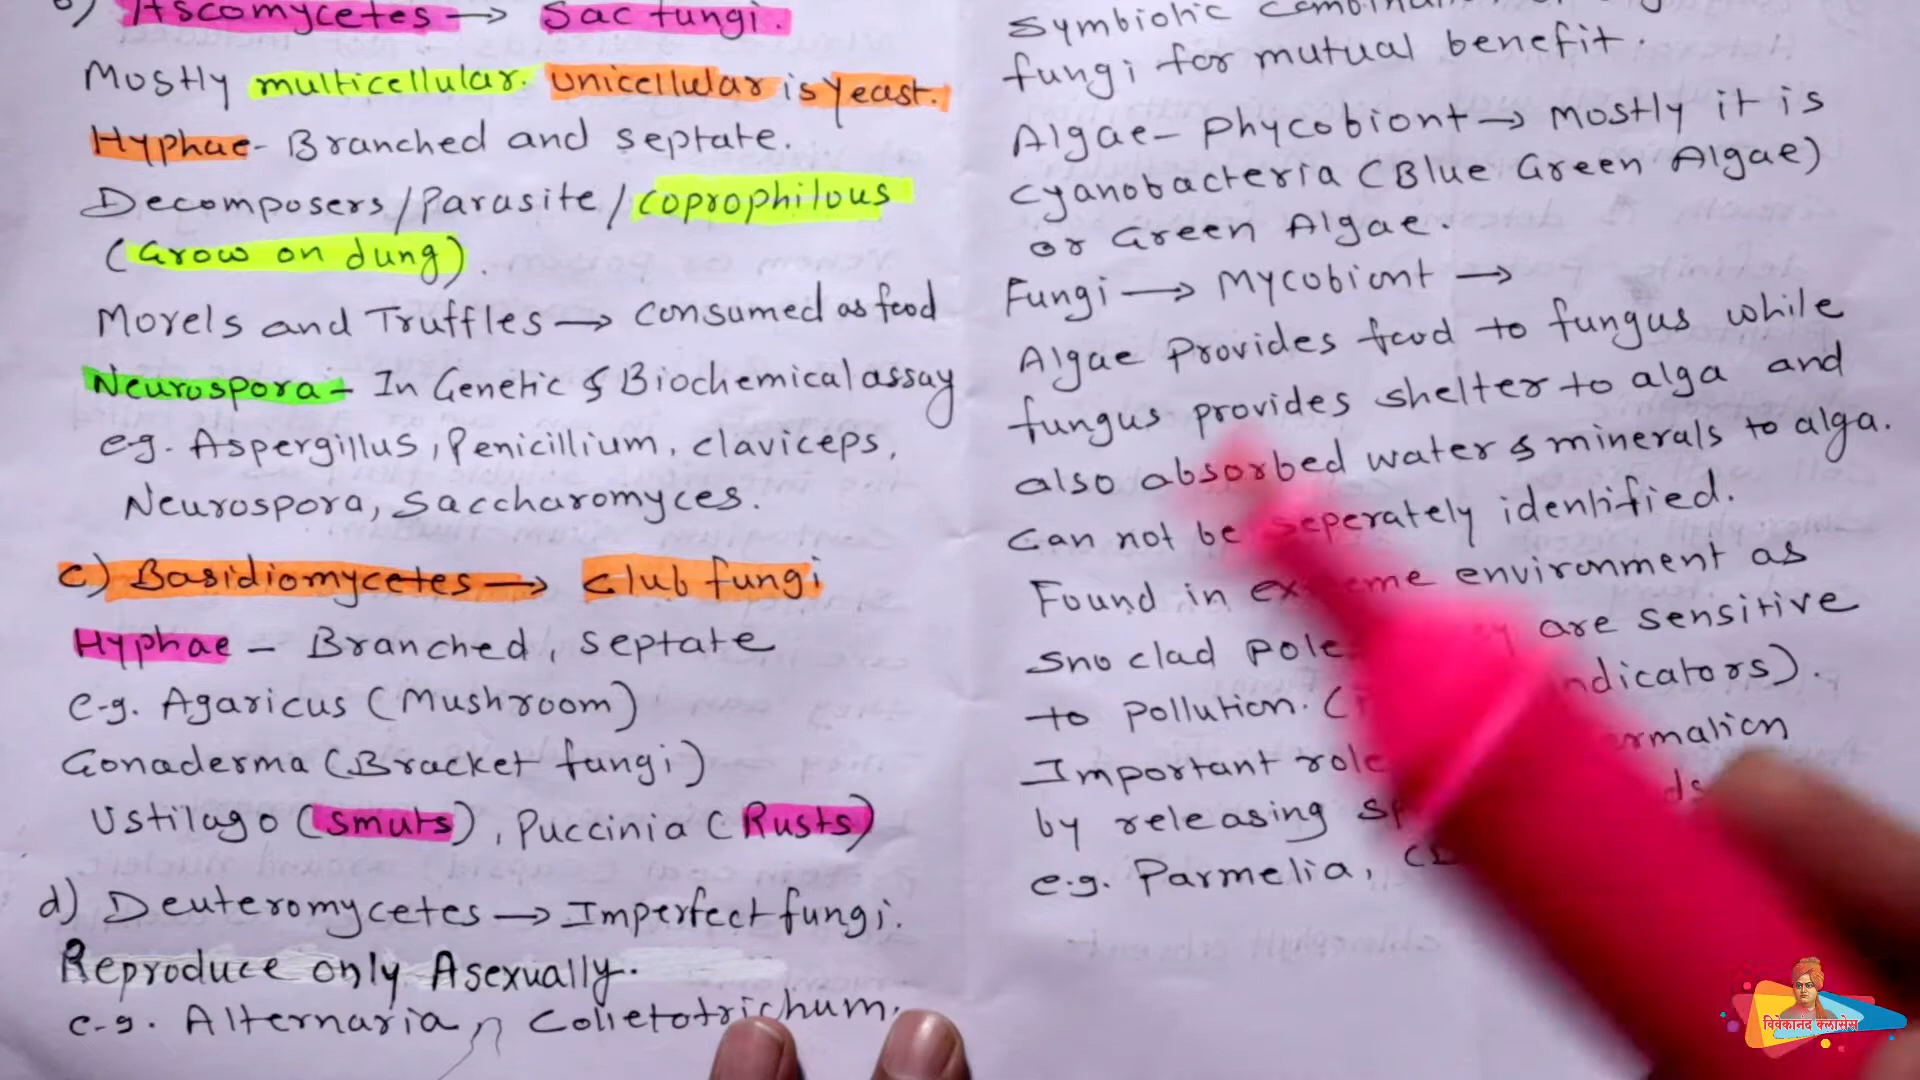 Ascomycetes → Sac fungi.
Mostly multicellular. Unicellular is Yeast.
Hyphae - Branched and septate.
Decomposers/Parasite/coprophilous
(Grow on dung).
Morels and Truffles → consumed as food
Neurospora - In Genetic & Biochemical assay
e.g. Aspergillus, Penicillium, claviceps,
Neurospora, Saccharomyces.
c) Basidiomycetes → club fungi
Hyphae - Branched, septate
e.g. Agaricus (Mushroom)
Gonaderma (Bracket fungi)
Ustilago (smuts), Puccinia (Rusts)
d) Deuteromycetes → Imperfect fungi.
Reproduce only Asexually.
e.g. Alternaria, Colletotrichum.
Symbiotic
fungi for mutual benefit.
Algae - Phycobiont → Mostly it is
cyanobacteria (Blue Green Algae)
or Green Algae.
Fungi → Mycobiont →
Algae Provides food to fungus while
fungus provides shelter to alga and
also absorbed water & minerals to alga.
can not be seperately identified.
Found in environment as
sno clad are sensitive
to pollution.
Important role
by releasing
e.g. Parmelia,
विवेकानंद क्लासेस